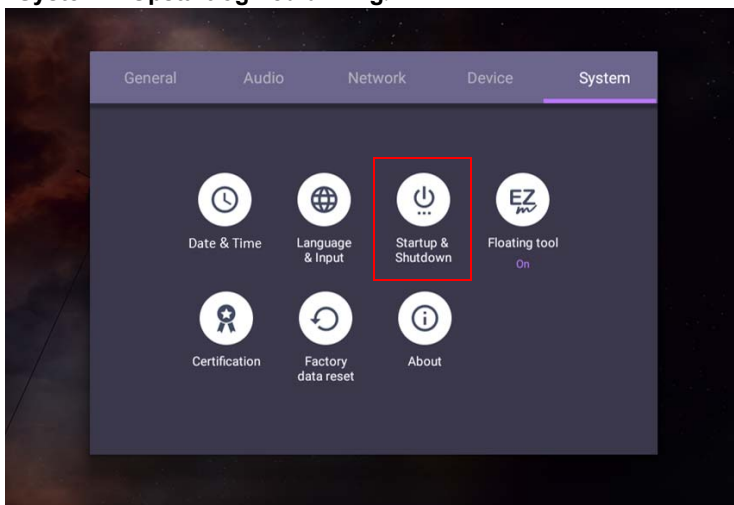 General Audio Network Device System
Date & Time
Language
& Input
Startup &
Shutdown
EZ
Floating tool
On
Certification
Factory
data reset
About